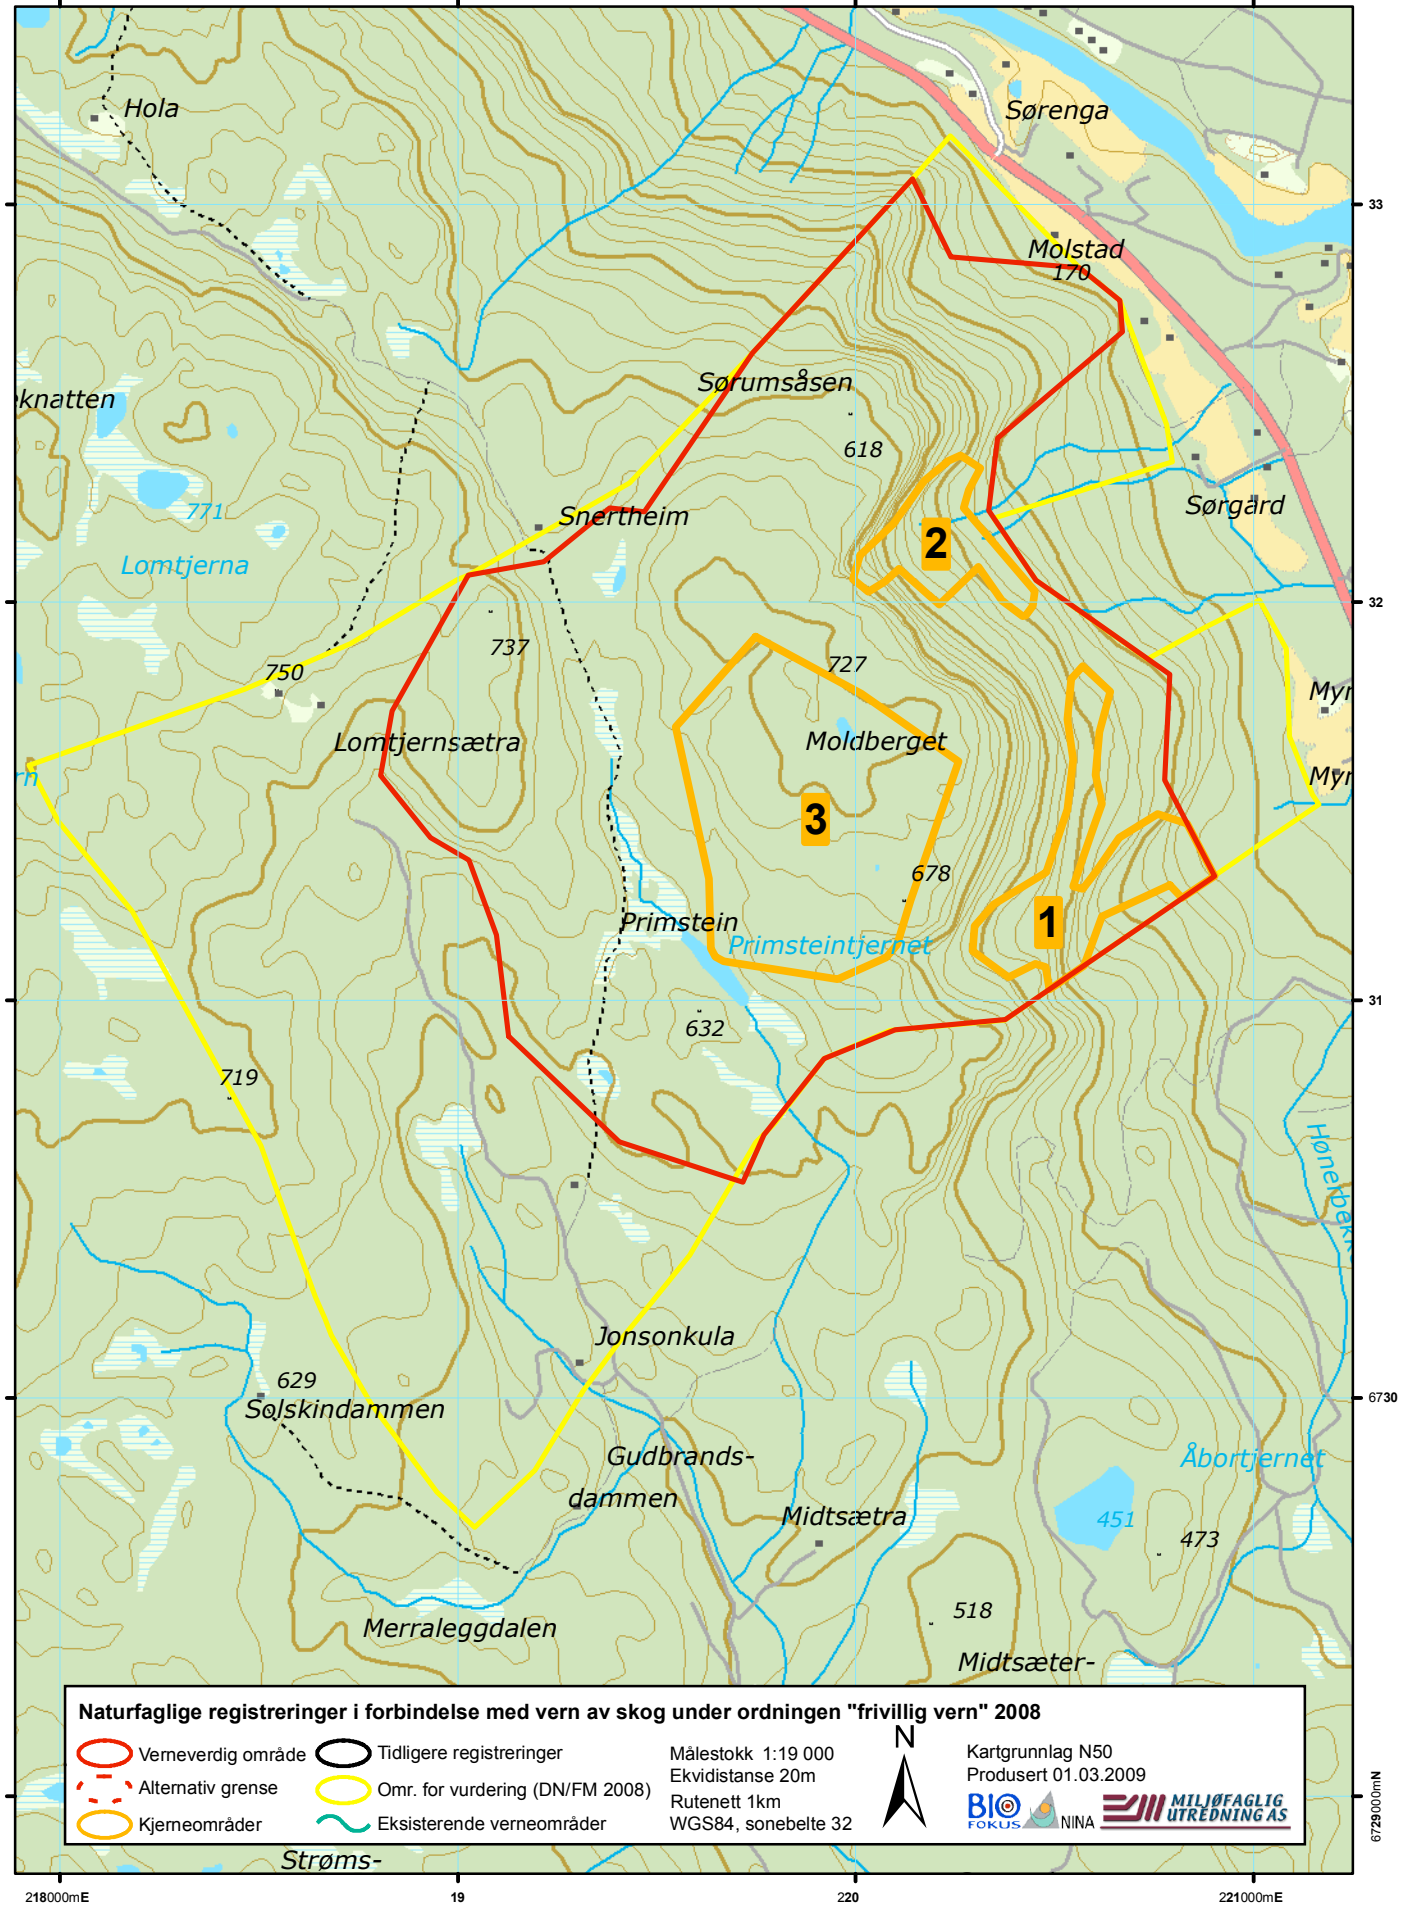 Hola
Sørenga
33
Molstad
170
Sørumsåsen
eknatten
618
771
Snertheim
Sørgård
2
Lomtjerna
32
737
727
750
Myr
Lomtjernsætra
Moldberget
rn
Myr
3
678
Primstein
1
Primsteintjernet
31
632
719
Hønerbekk
Jonsonkula
629
6730
Solskindammen
Gudbrands-
Åbortjernet
dammen
Midtsætra
451
473
518
Merraleggdalen
Midtsæter-
Naturfaglige registreringer i forbindelse med vern av skog under ordningen "frivillig vern" 2008
Verneverdig område
Alternativ grense
Kjerneområder
Tidligere registreringer
Omr. for vurdering (DN/FM 2008)
Eksisterende verneområder
Målestokk 1:19 000
Ekvidistanse 20m
Rutenett 1km
WGS84, sonebelte 32
N
Kartgrunnlag N50
Produsert 01.03.2009
BIO
FOKUS
NINA
MILJØFAGLIG
UTREDNING AS
6729000mN
Strøms-
218000mE
19
220
221000mE